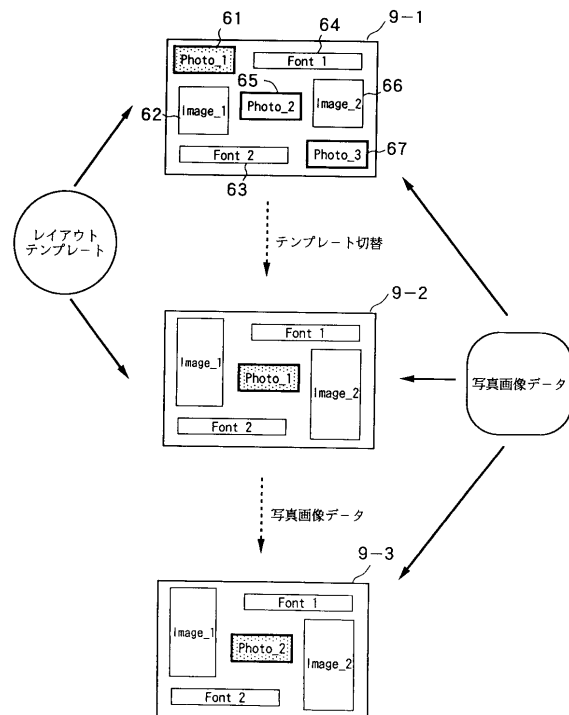 61
64
9-1
Photo_1
Font 1
65
66
62
Image_1
Photo_2
Image_2
Font 2
Photo_3
67
63
レイアウト
テンプレート
テンプレート切替
9-2
Image_1
Font 1
Photo_1
Image_2
Font 2
写真画像データ
写真画像データ
9-3
Image_1
Font 1
Photo_2
Image_2
Font 2